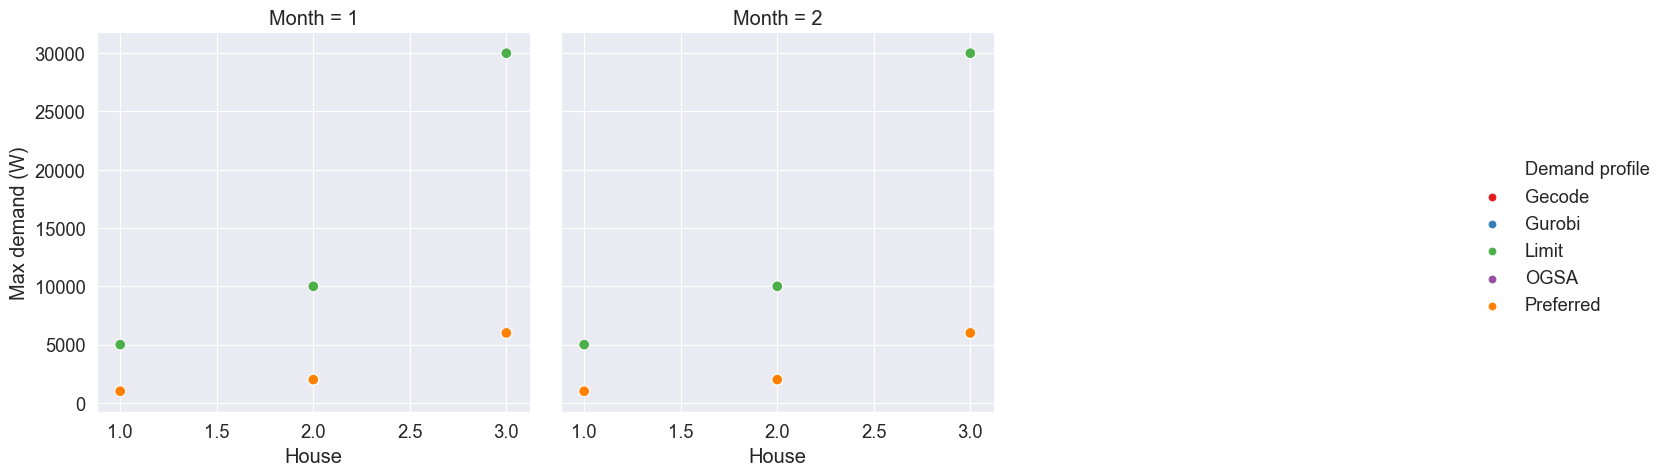 Month = 1
Month = 2
Max demand (W)
30000
25000
20000
15000
10000
5000
0
1.0 1.5 2.0 2.5 3.0
House
1.0 1.5 2.0 2.5 3.0
House
Demand profile
Gecode
Gurobi
Limit
OGSA
Preferred